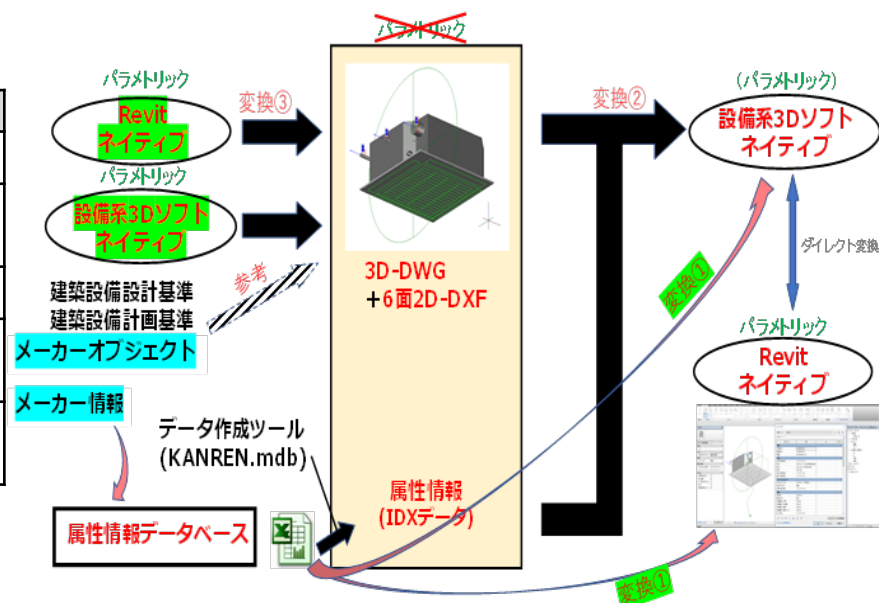 パラメトリック
パラメトリック
Revit
ネイティブ
変換③
パラメトリック
設備系3Dソフト
ネイティブ
参考
建築設備設計基準
建築設備計画基準
メーカーオブジェクト
メーカー情報
データ作成ツール
(KANREN.mdb)
属性情報データベース
3D-DWG
+6面2D-DXF
属性情報
(IDXデータ)
変換②
(パラメトリック)
設備系3Dソフト
ネイティブ
変換①
ダイレクト変換
パラメトリック
Revit
ネイティブ
変換①